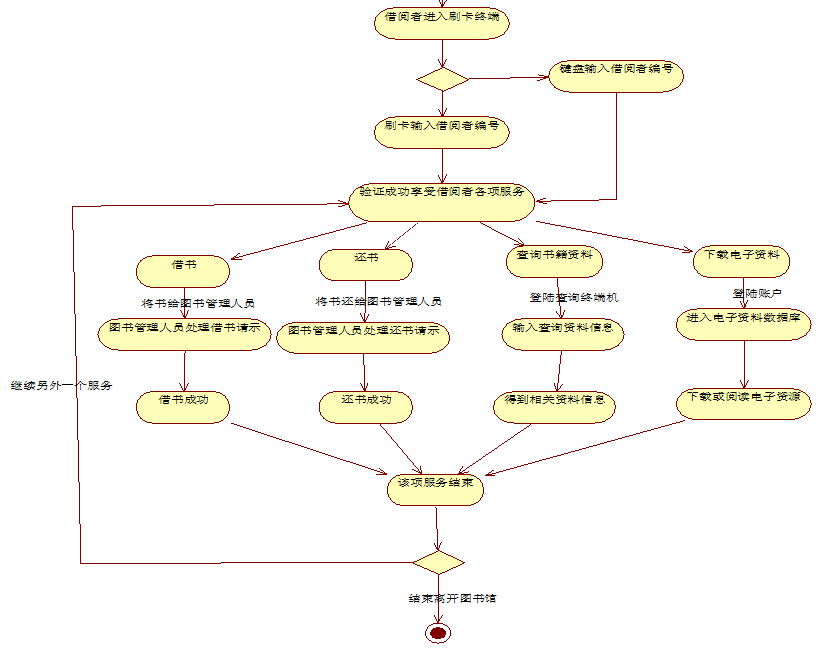 借阅者进入刷卡终端
键盘输入借阅者编号
刷卡输入借阅者编号
验证成功享受借阅者各项服务
借书
还书
查询书籍资料
下载电子资料
将书给图书管理人员
将书还给图书管理人员
登陆查询终端机
登陆账户
图书管理人员处理借书请示
图书管理人员处理还书请示
输入查询资料信息
进入电子资料数据库
继续另外一个服务
借书成功
还书成功
得到相关资料信息
下载或阅读电子资源
该项服务结束
结束离开图书馆